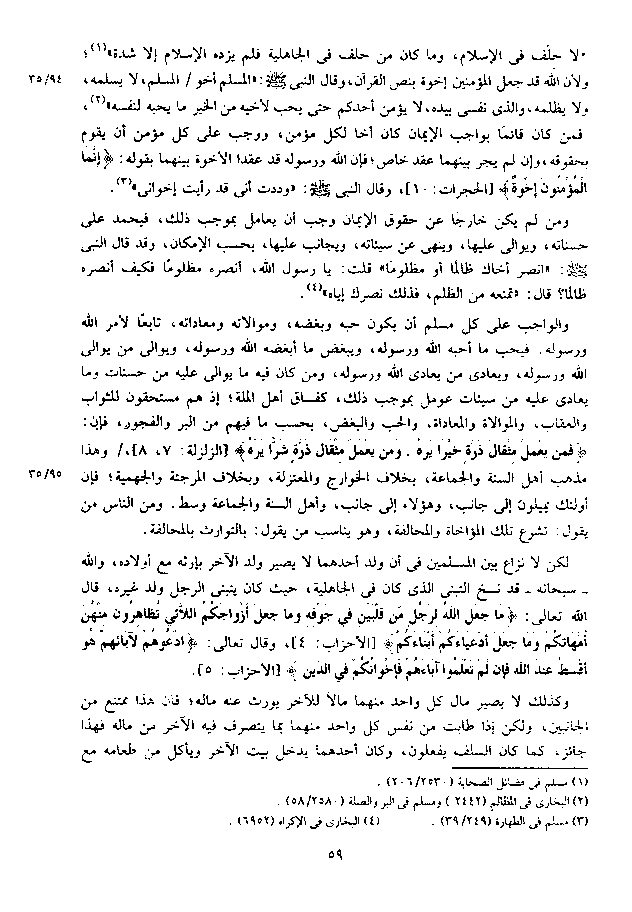 «لا حلْف فى الإسلام، وما كان من حلف فى الجاهلية فلم يزده الإسلام إلا شدة»(١)؛
ولأن الله قد جعل المؤمنين إخوة بنص القرآن، وقال النبى ﷺ: «المسلم أخو / المسلم، لا يسلمه، ٣٥/٩٤
ولا يظلمه، والذى نفسى بيده، لا يؤمن أحدكم حتى يحب لأخيه من الخير ما يحبه لنفسه»(٢)،
فمن كان قائمًا بواجب الإيمان كان أخا لكل مؤمن، ووجب على كل مؤمن أن يقوم
بحقوقه، وإن لم يجر بينهما عقد خاص؛ فإن الله ورسوله قد عقدا الأخوة بينهما بقوله: ﴿إِنَّمَا
الْمُؤْمِنُونَ إِخْوَةٌ﴾ [الحجرات: ١٠]، وقال النبى ﷺ: «وددت أنى قد رأيت إخوانى»(٣).
ومن لم يكن خارجًا عن حقوق الإيمان وجب أن يعامل بموجب ذلك، فيحمد على
حسناته، ويوالى عليها، وينهى عن سيئاته، ويجانب عليها، بحسب الإمكان، وقد قال النبى
ﷺ: «انصر أخاك ظالمًا أو مظلومًا» قلت: يا رسول الله، أنصره مظلومًا فكيف أنصره
ظالمًا؟ قال: «تمنعه من الظلم، فذلك نصرك إياه»(٤).
والواجب على كل مسلم أن يكون حبه وبغضه، وموالاته ومعاداته، تابعًا لأمر الله
ورسوله. فيحب ما أحبه الله ورسوله، ويبغض ما أبغضه الله ورسوله، ويوالى من يوالى
الله ورسوله، ويعادى من يعادى الله ورسوله، ومن كان فيه ما يوالى عليه من حسنات وما
يعادى عليه من سيئات عومل بموجب ذلك، كفساق أهل الملة؛ إذ هم مستحقون للثواب
والعقاب، والموالاة والمعاداة، والحب والبغض، بحسب ما فيهم من البر والفجور، فإن:
﴿فَمَن يَعْمَلْ مِثْقَالَ ذَرَّةٍ خَيْرًا يَرَهُ . وَمَن يَعْمَلْ مِثْقَالَ ذَرَّةٍ شَرًّا يَرَهُ﴾ [الزلزلة: ٧، ٨]،/ وهذا
مذهب أهل السنة والجماعة، بخلاف الخوارج والمعتزلة، وبخلاف المرجئة والجهمية؛ فإن ٣٥/٩٥
أولئك يميلون إلى جانب، وهؤلاء إلى جانب، وأهل السنة والجماعة وسط. ومن الناس من
يقول: تشرع تلك المؤاخاة والمحالفة، وهو يناسب من يقول: بالتوارث بالمحالفة.
لكن لا نزاع بين المسلمين فى أن ولد أحدهما لا يصير ولد الآخر بإرثه مع أولاده، والله
ـ سبحانه ـ قد نسخ التبنى الذى كان فى الجاهلية، حيث كان يتبنى الرجل ولد غيره، قال
الله تعالى: ﴿مَا جَعَلَ اللَّهُ لِرَجُلٍ مِّن قَلْبَيْنِ فِي جَوْفِهِ وَمَا جَعَلَ أَزْوَاجَكُمُ اللَّائِي تُظَاهِرُونَ مِنْهُنَّ
أُمَّهَاتِكُمْ وَمَا جَعَلَ أَدْعِيَاءَكُمْ أَبْنَاءَكُمْ﴾ [الأحزاب: ٤]، وقال تعالى: ﴿ادْعُوهُمْ لِآبَائِهِمْ هُوَ
أَقْسَطُ عِندَ اللَّهِ فَإِن لَّمْ تَعْلَمُوا آبَاءَهُمْ فَإِخْوَانُكُمْ فِي الدِّينِ﴾ [الأحزاب: ٥].
وكذلك لا يصير مال كل واحد منهما مالاً للآخر يورث عنه ماله؛ فإن هذا ممتنع من
الجانبين، ولكن إذا طابت من نفس كل واحد منهما بما يتصرف فيه الآخر من ماله فهذا
جائز، كما كان السلف يفعلون، وكان أحدهما يدخل بيت الآخر ويأكل من طعامه مع
(١) مسلم فى فضائل الصحابة (٢٠٦/٢٥٣٠) .
(٢) البخارى فى المظالم (٢٤٤٢) ومسلم فى البر والصلة (٥٨/٢٥٨٠) .
(٣) مسلم فى الطهارة (٣٩/٢٤٩) . (٤) البخارى فى الإكراه (٦٩٥٢) .
٥٩